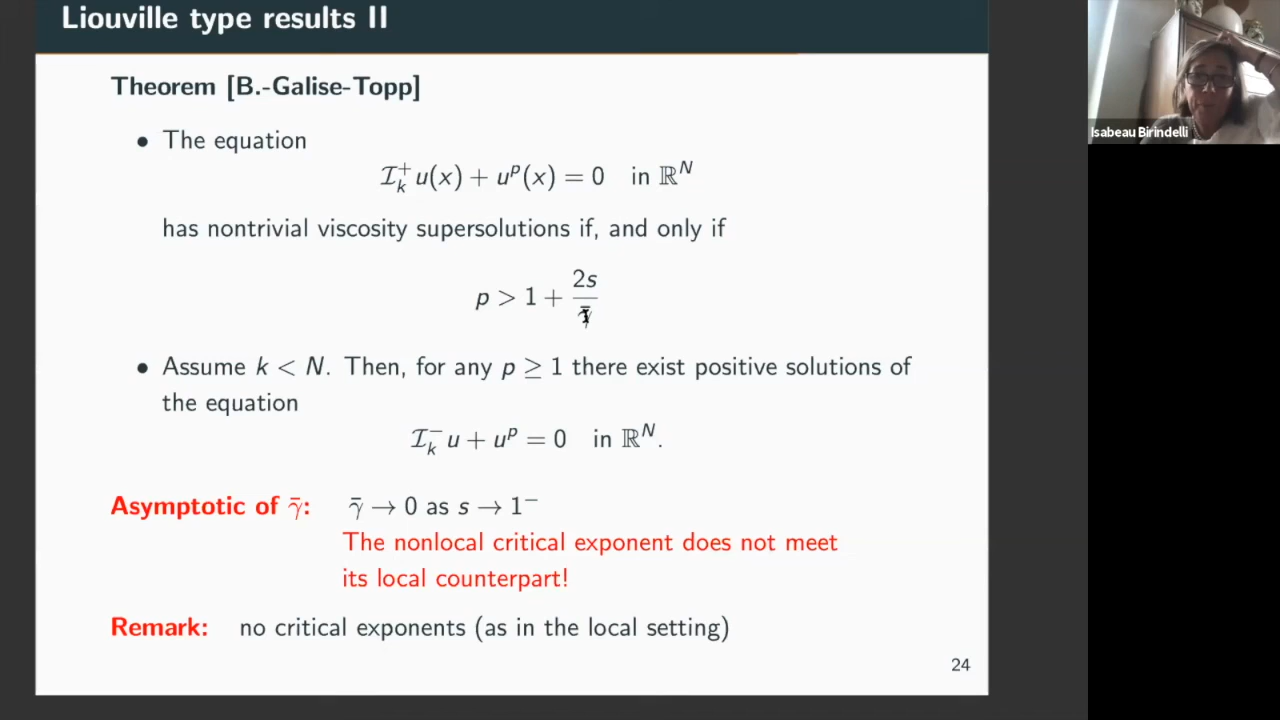 Liouville type results II
Theorem [B.-Galise-Topp]
• The equation
𝓘ₖ⁺ u(x) + uᵖ(x) = 0 in ℝᴺ
has nontrivial viscosity supersolutions if, and only if
p > 1 + 2s/γ̄
• Assume k < N. Then, for any p ≥ 1 there exist positive solutions of
the equation
𝓘ₖ⁻ u + uᵖ = 0 in ℝᴺ.
Asymptotic of γ̄: γ̄ → 0 as s → 1⁻
The nonlocal critical exponent does not meet
its local counterpart!
Remark: no critical exponents (as in the local setting)
24
Isabeau Birindelli